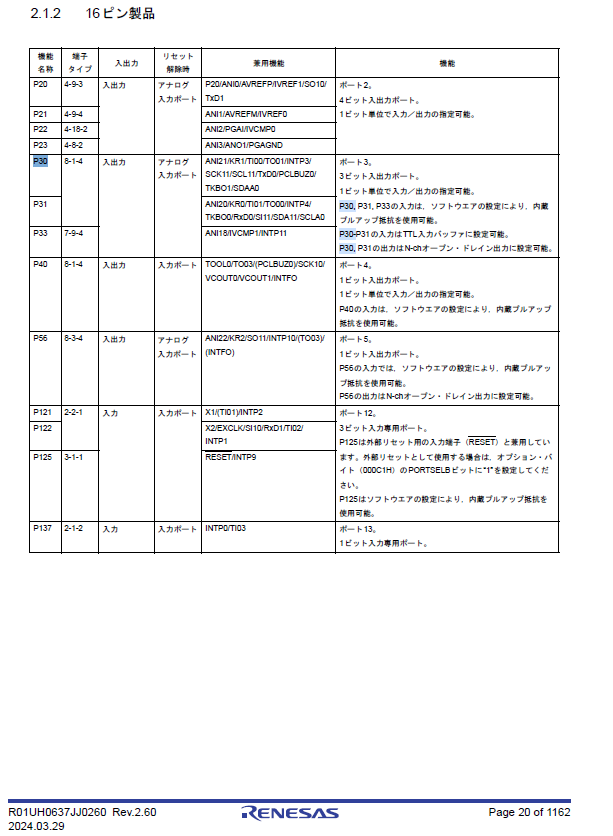 2.1.2 16ピン製品
機能名称 端子タイプ 入出力 リセット解除時 兼用機能 機能
P20 4-9-3 入出力 アナログ入力ポート P20/ANI0/AVREFP/IVREF1/SO10/
TxD1
ポート2。
4ビット入出力ポート。
1ビット単位で入力／出力の指定可能。
P21 4-9-4 ANI1/AVREFM/IVREF0
P22 4-18-2 ANI2/PGAI/IVCMP0
P23 4-8-2 ANI3/ANO1/PGAGND
P30 8-1-4 入出力 アナログ入力ポート ANI21/KR1/TI00/TO01/INTP3/
SCK11/SCL11/TxD0/PCLBUZ0/
TKBO1/SDAA0
ポート3。
3ビット入出力ポート。
1ビット単位で入力／出力の指定可能。
P30, P31, P33の入力は，ソフトウエアの設定により，内蔵
プルアップ抵抗を使用可能。
P30-P31の入力はTTL入力バッファに設定可能。
P30, P31の出力はN-chオープン・ドレイン出力に設定可能。
P31 ANI20/KR0/TI01/TO00/INTP4/
TKBO0/RxD0/SI11/SDA11/SCLA0
P33 7-9-4 ANI18/IVCMP1/INTP11
P40 8-1-4 入出力 入力ポート TOOL0/TO03/(PCLBUZ0)/SCK10/
VCOUT0/VCOUT1/INTFO
ポート4。
1ビット入出力ポート。
1ビット単位で入力／出力の指定可能。
P40の入力は，ソフトウエアの設定により，内蔵プルアップ
抵抗を使用可能。
P56 8-3-4 入出力 アナログ入力ポート ANI22/KR2/SO11/INTP10/(TO03)/
(INTFO)
ポート5。
1ビット入出力ポート。
P56の入力では，ソフトウエアの設定により，内蔵プルアッ
プ抵抗を使用可能。
P56の出力はN-chオープン・ドレイン出力に設定可能。
P121 2-2-1 入力 入力ポート X1/(TI01)/INTP2
P122 X2/EXCLK/SI10/RxD1/TI02/
INTP1
P125 3-1-1 RESET/INTP9
ポート12。
3ビット入力専用ポート。
P125は外部リセット用の入力端子（RESET）と兼用してい
ます。外部リセットとして使用する場合は，オプション・バ
イト（000C1H）のPORTSELBビットに“1”を設定してくだ
さい。
P125はソフトウエアの設定により，内蔵プルアップ抵抗を
使用可能。
P137 2-1-2 入力 入力ポート INTP0/TI03
ポート13。
1ビット入力専用ポート。
R01UH0637JJ0260 Rev.2.60
2024.03.29
RENESAS
Page 20 of 1162